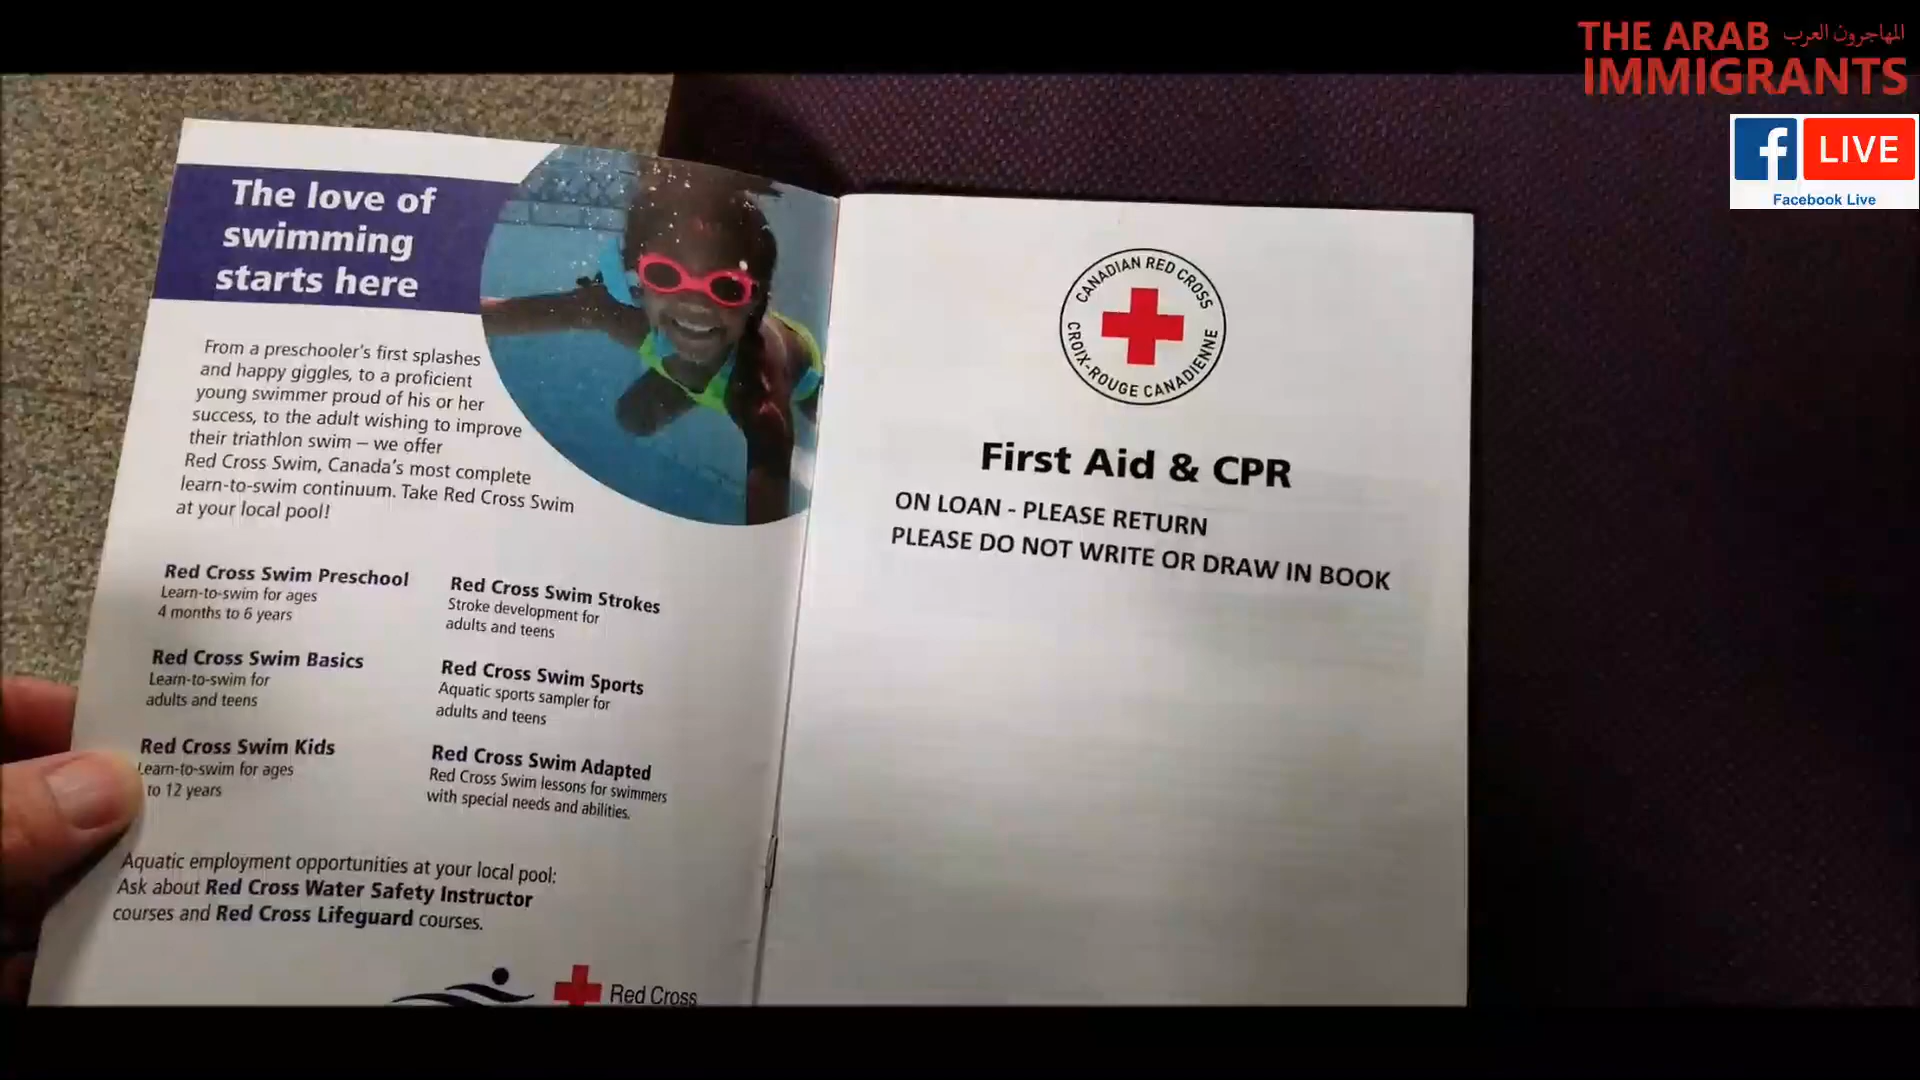 THE ARAB المهاجرون العرب
IMMIGRANTS
f LIVE
Facebook Live
The love of
swimming
starts here
From a preschooler's first splashes
and happy giggles, to a proficient
young swimmer proud of his or her
success, to the adult wishing to improve
their triathlon swim – we offer
Red Cross Swim, Canada's most complete
learn-to-swim continuum. Take Red Cross Swim
at your local pool!
Red Cross Swim Preschool
Learn-to-swim for ages
4 months to 6 years
Red Cross Swim Basics
Learn-to-swim for
adults and teens
Red Cross Swim Kids
Learn-to-swim for ages
to 12 years
Red Cross Swim Strokes
Stroke development for
adults and teens
Red Cross Swim Sports
Aquatic sports sampler for
adults and teens
Red Cross Swim Adapted
Red Cross Swim lessons for swimmers
with special needs and abilities.
Aquatic employment opportunities at your local pool:
Ask about Red Cross Water Safety Instructor
courses and Red Cross Lifeguard courses.
Red Cross
CANADIAN RED CROSS
CROIX-ROUGE CANADIENNE
First Aid & CPR
ON LOAN - PLEASE RETURN
PLEASE DO NOT WRITE OR DRAW IN BOOK